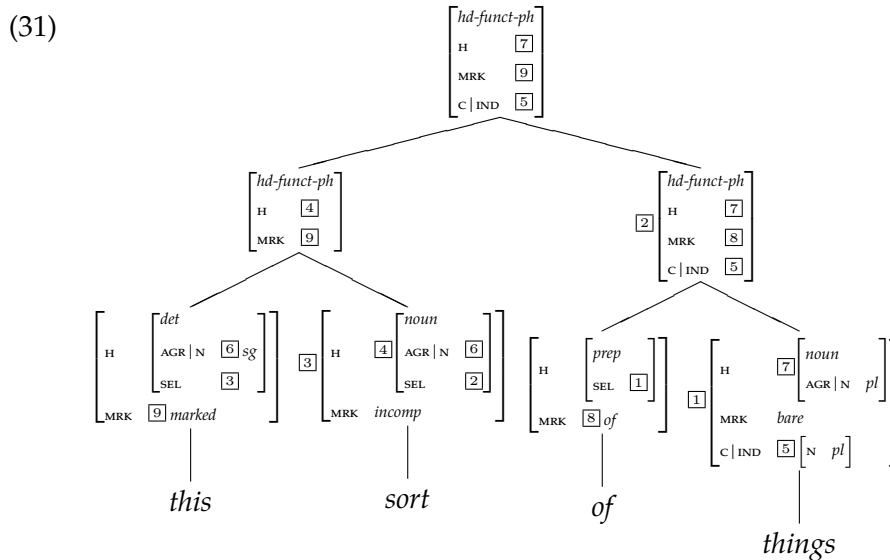 (31)
hd-funct-ph
H 7
MRK 9
C|IND 5
hd-funct-ph
H 4
MRK 9
2 hd-funct-ph
H 7
MRK 8
C|IND 5
H det
AGR|N 6 sg
SEL 3
MRK 9 marked
3 H 4 noun
AGR|N 6
SEL 2
MRK incomp
H prep
SEL 1
MRK 8 of
1 H 7 noun
AGR|N pl
MRK bare
C|IND 5 N pl
this
sort
of
things